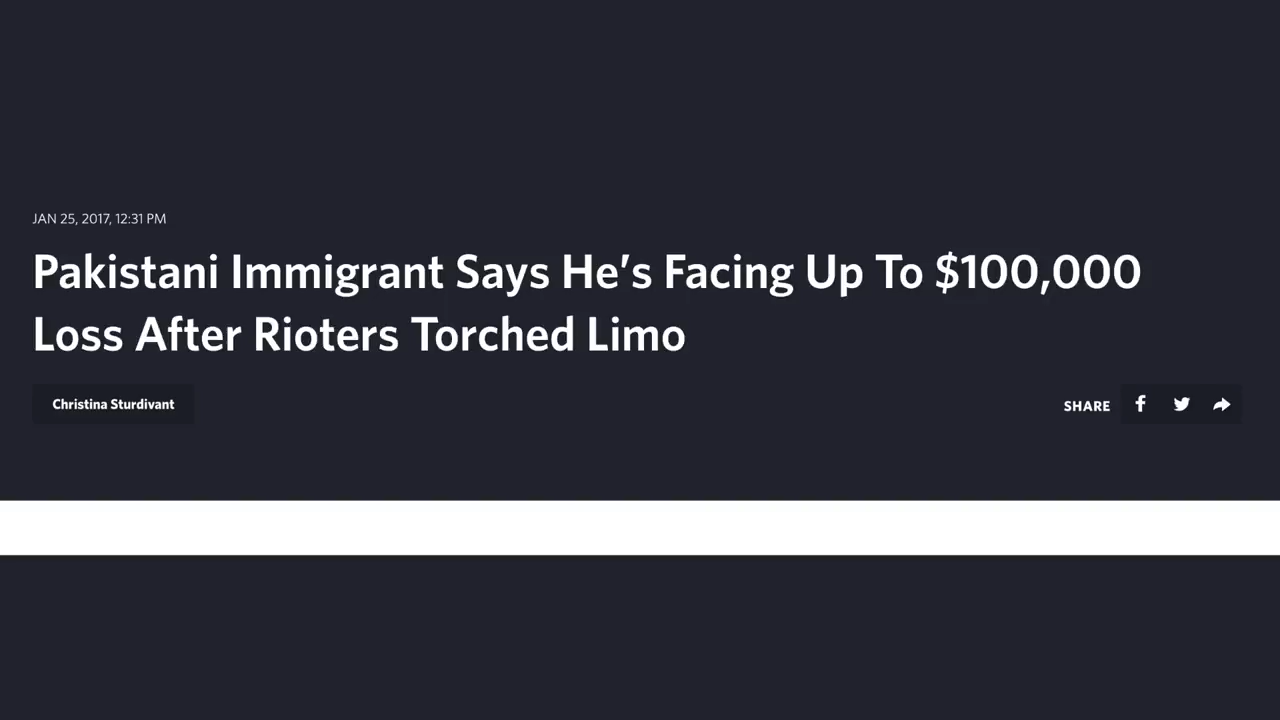 JAN 25, 2017, 12:31 PM
Pakistani Immigrant Says He’s Facing Up To $100,000
Loss After Rioters Torched Limo
Christina Sturdivant
SHARE